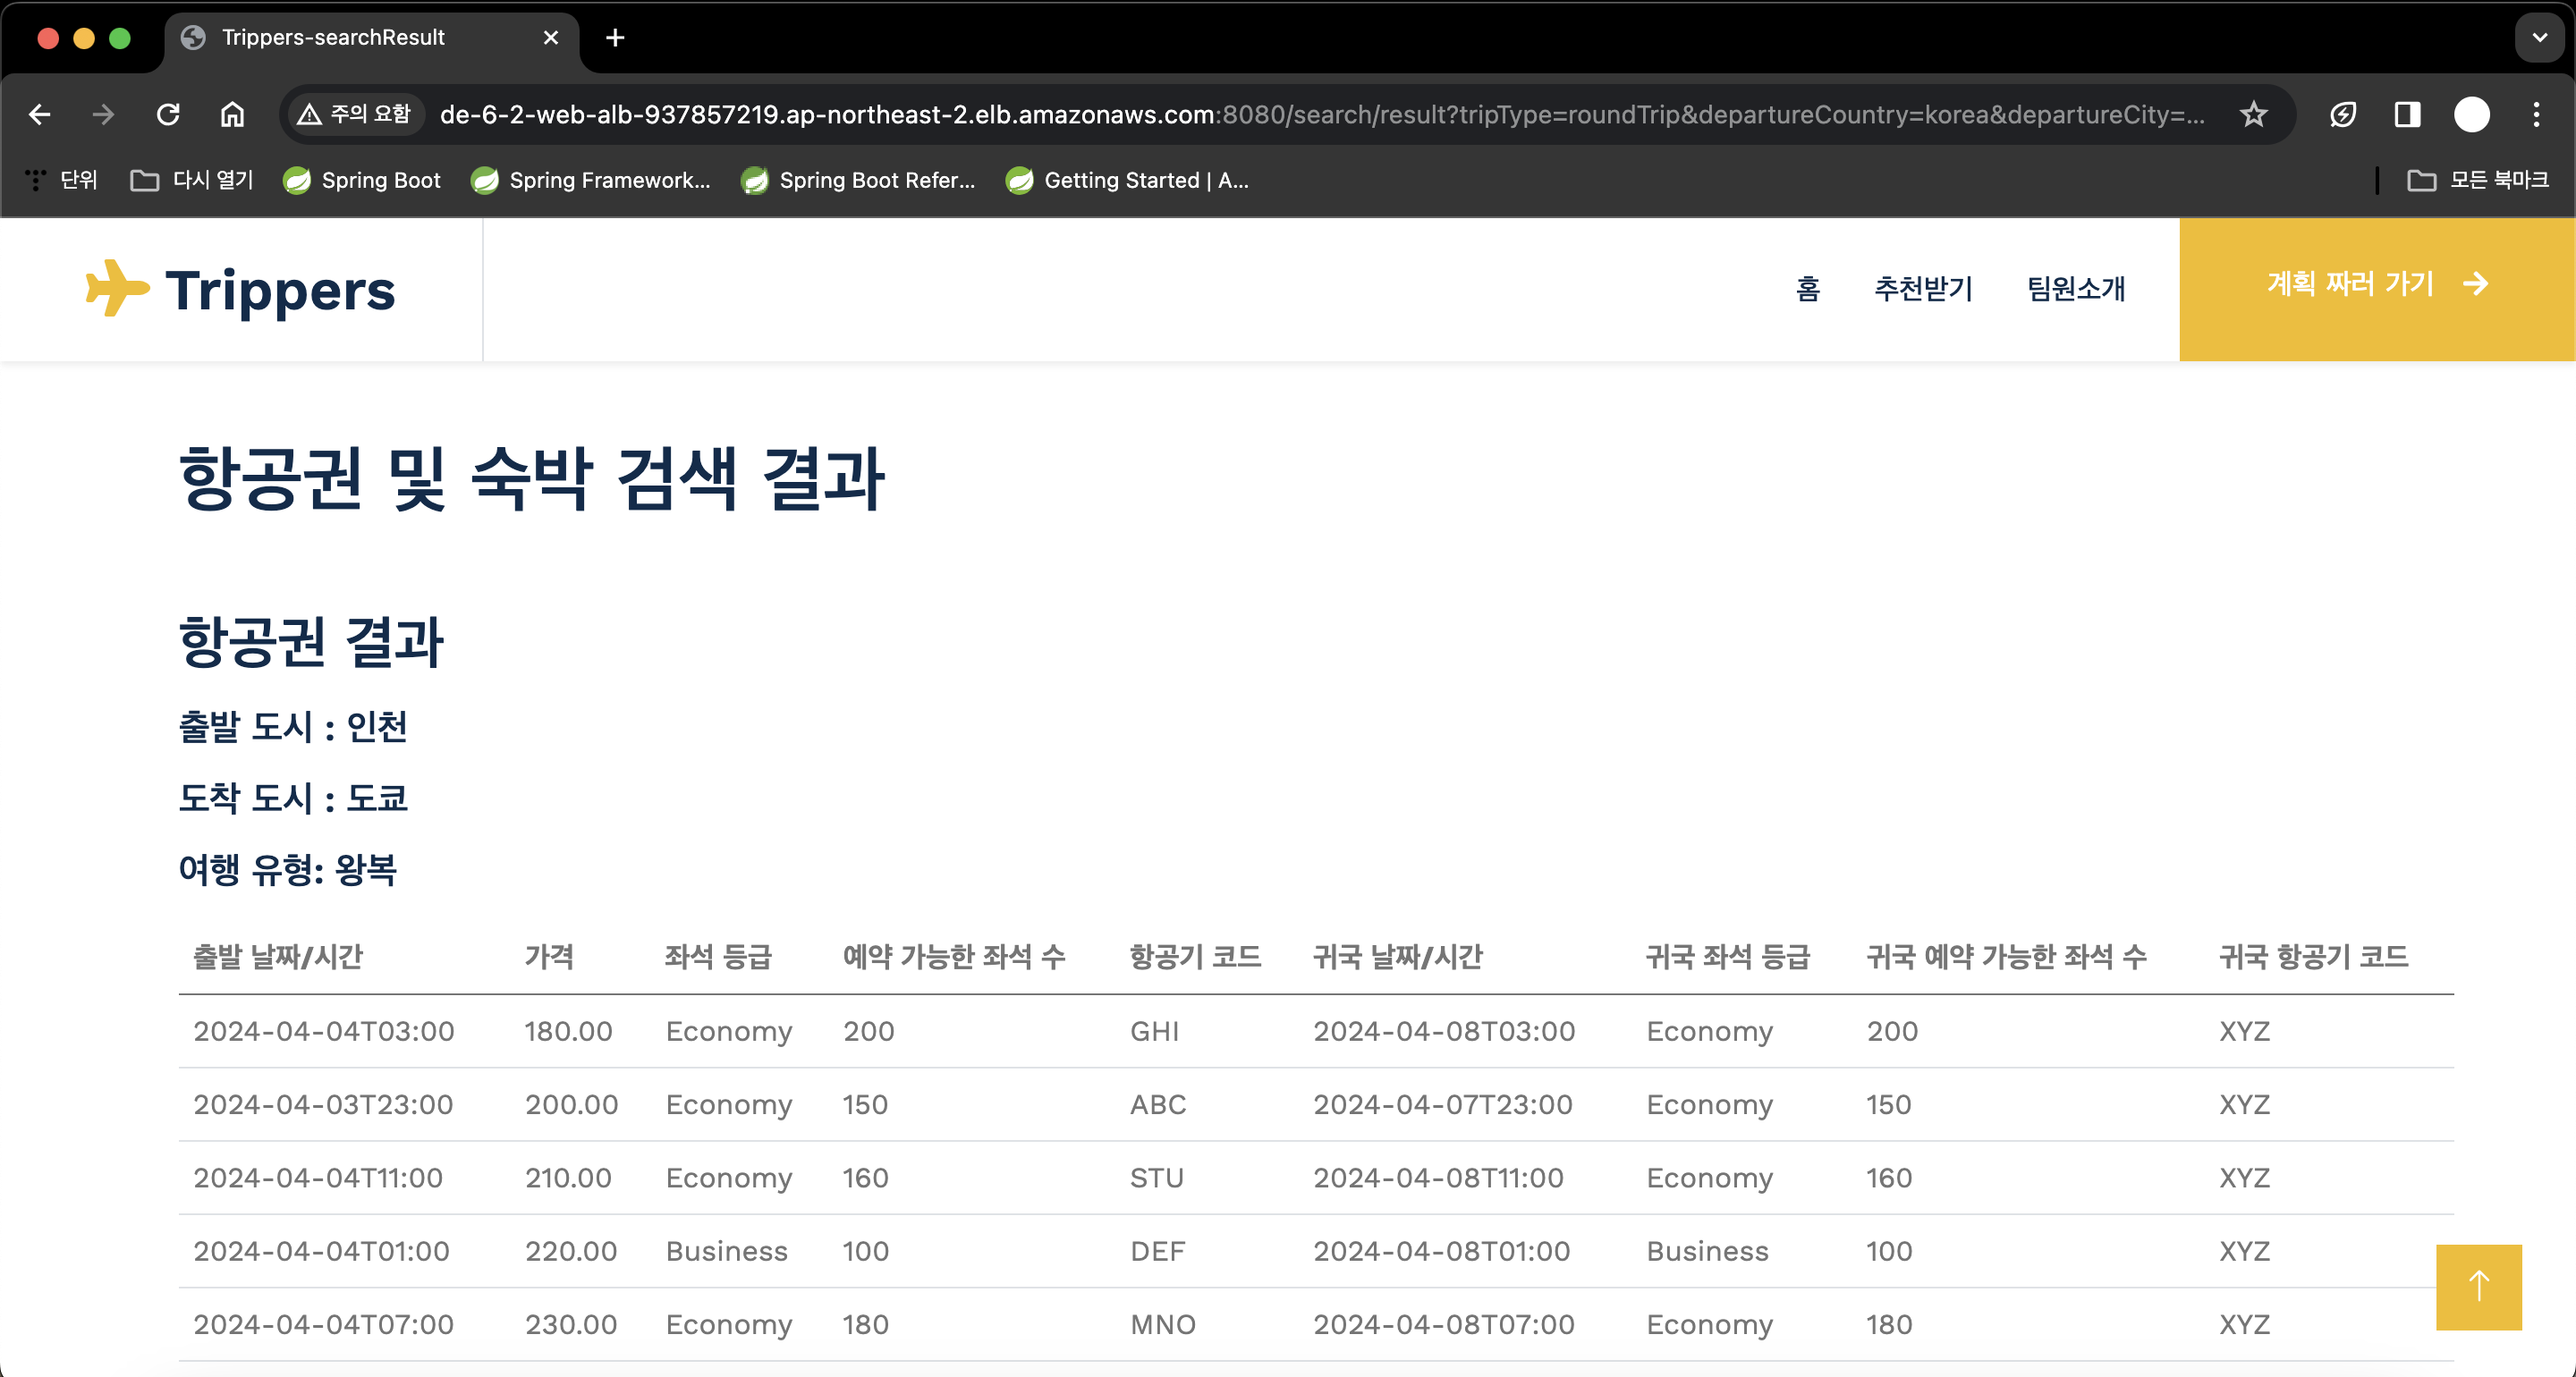 Trippers-searchResult
주의 요함 de-6-2-web-alb-937857219.ap-northeast-2.elb.amazonaws.com:8080/search/result?tripType=roundTrip&departureCountry=korea&departureCity=...
단위 다시 열기 Spring Boot Spring Framework... Spring Boot Refer... Getting Started | A... 모든 북마크
Trippers 홈 추천받기 팀원소개 계획 짜러 가기
항공권 및 숙박 검색 결과
항공권 결과
출발 도시 : 인천
도착 도시 : 도쿄
여행 유형: 왕복
출발 날짜/시간 가격 좌석 등급 예약 가능한 좌석 수 항공기 코드 귀국 날짜/시간 귀국 좌석 등급 귀국 예약 가능한 좌석 수 귀국 항공기 코드
2024-04-04T03:00 180.00 Economy 200 GHI 2024-04-08T03:00 Economy 200 XYZ
2024-04-03T23:00 200.00 Economy 150 ABC 2024-04-07T23:00 Economy 150 XYZ
2024-04-04T11:00 210.00 Economy 160 STU 2024-04-08T11:00 Economy 160 XYZ
2024-04-04T01:00 220.00 Business 100 DEF 2024-04-08T01:00 Business 100 XYZ
2024-04-04T07:00 230.00 Economy 180 MNO 2024-04-08T07:00 Economy 180 XYZ